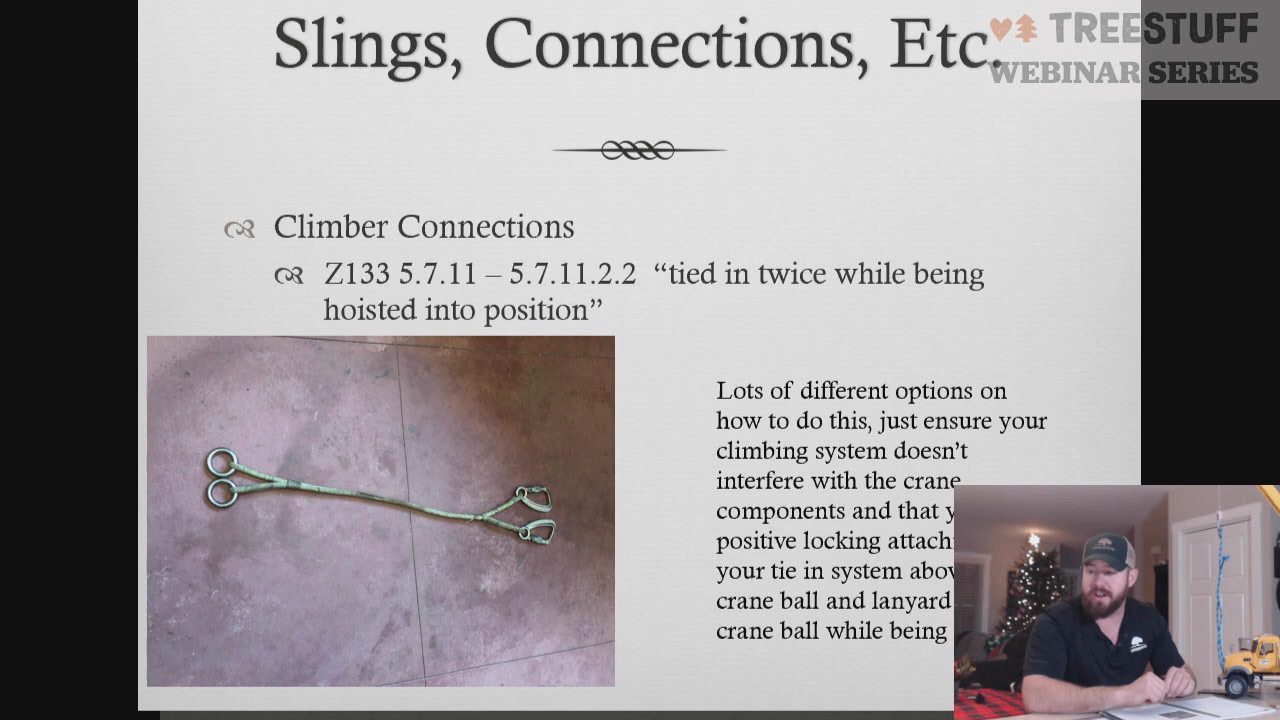 Slings, Connections, Etc.
TREESTUFF
WEBINAR SERIES
Climber Connections
Z133 5.7.11 – 5.7.11.2.2 “tied in twice while being
hoisted into position”
Lots of different options on
how to do this, just ensure your
climbing system doesn’t
interfere with the crane
components and that
positive locking
your tie in system
crane ball and lanyard
crane ball while being